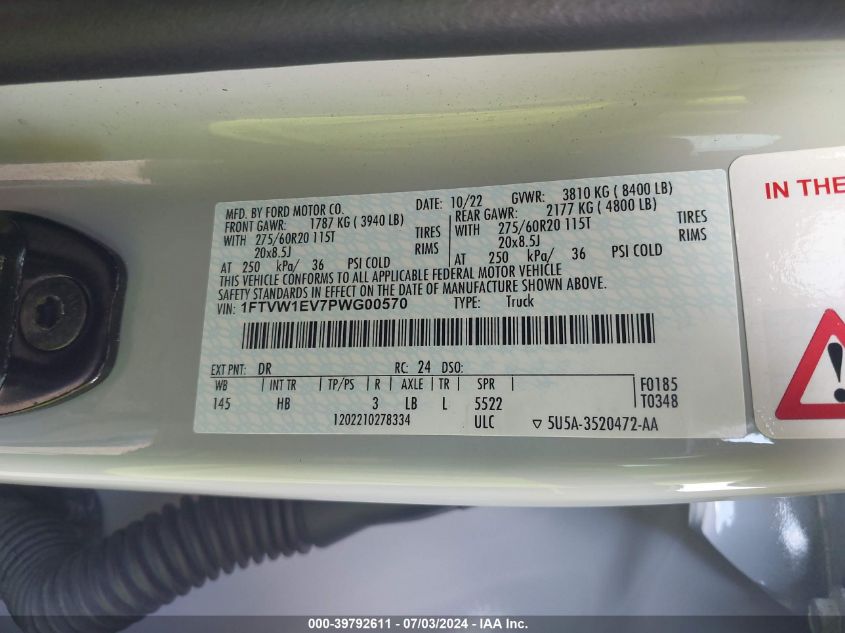 MFD. BY FORD MOTOR CO. DATE: 10/22 GVWR: 3810 KG ( 8400 LB)
FRONT GAWR: 1787 KG ( 3940 LB) REAR GAWR: 2177 KG ( 4800 LB)
WITH 275/60R20 115T TIRES WITH 275/60R20 115T TIRES
20x8.5J RIMS 20x8.5J RIMS
AT 250 kPa/ 36 PSI COLD AT 250 kPa/ 36 PSI COLD
THIS VEHICLE CONFORMS TO ALL APPLICABLE FEDERAL MOTOR VEHICLE
SAFETY STANDARDS IN EFFECT ON THE DATE OF MANUFACTURE SHOWN ABOVE.
VIN: 1FTVW1EV7PWG00570 TYPE: Truck
EXT PNT: DR RC: 24 DSO:
WB INT TR TP/PS R AXLE TR SPR F0185
145 HB 3 LB L 5522 T0348
1202210278334 ULC ▽ 5U5A-3520472-AA
IN THE
000-39792611 - 07/03/2024 - IAA Inc.